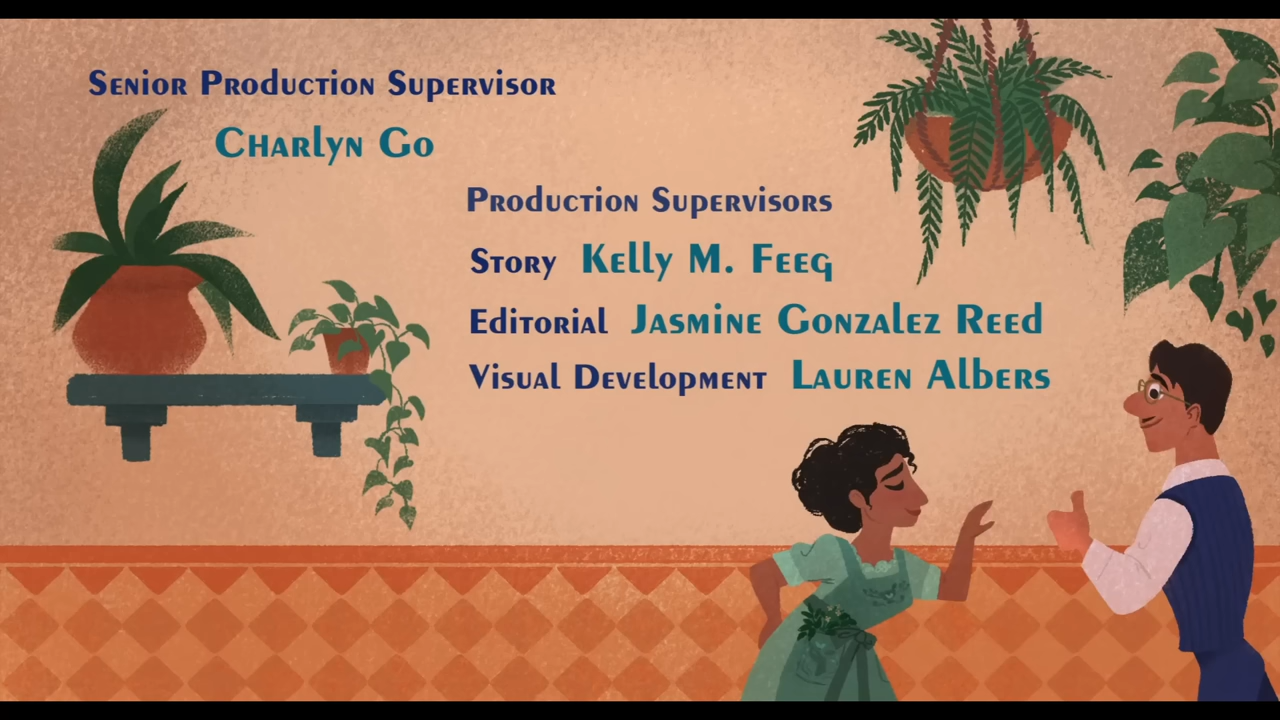 Senior Production Supervisor
Charlyn Go
Production Supervisors
Story Kelly M. Feeg
Editorial Jasmine Gonzalez Reed
Visual Development Lauren Albers